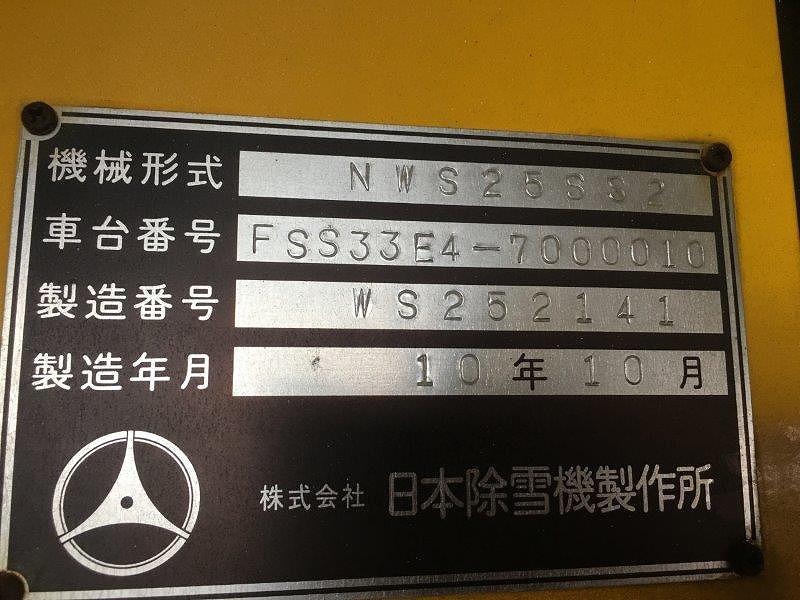 機械形式 NWS25SS2
車台番号 FSS33E4-7000010
製造番号 WS252141
製造年月 10年10月
株式会社 日本除雪機製作所